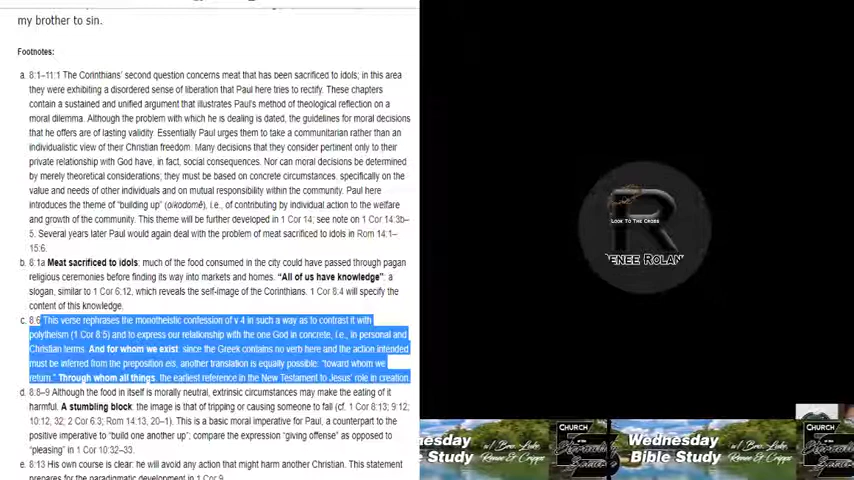 my brother to sin.
Footnotes:
a. 8:1–11:1 The Corinthians' second question concerns meat that has been sacrificed to idols; in this area
they were exhibiting a disordered sense of liberation that Paul here tries to rectify. These chapters
contain a sustained and unified argument that illustrates Paul's method of theological reflection on a
moral dilemma. Although the problem with which he is dealing is dated, the guidelines for moral decisions
that he offers are of lasting validity. Essentially Paul urges them to take a communitarian rather than an
individualistic view of their Christian freedom. Many decisions that they consider pertinent only to their
private relationship with God have, in fact, social consequences. Nor can moral decisions be determined
by merely theoretical considerations; they must be based on concrete circumstances, specifically on the
value and needs of other individuals and on mutual responsibility within the community. Paul here
introduces the theme of "building up" (oikodomē), i.e., of contributing by individual action to the welfare
and growth of the community. This theme will be further developed in 1 Cor 14; see note on 1 Cor 14:3b–
5. Several years later Paul would again deal with the problem of meat sacrificed to idols in Rom 14:1–
15:6.
b. 8:1a Meat sacrificed to idols: much of the food consumed in the city could have passed through pagan
religious ceremonies before finding its way into markets and homes. "All of us have knowledge": a
slogan, similar to 1 Cor 6:12, which reveals the self-image of the Corinthians. 1 Cor 8:4 will specify the
content of this knowledge.
c. 8:6 This verse rephrases the monotheistic confession of v 4 in such a way as to contrast it with
polytheism (1 Cor 8:5) and to express our relationship with the one God in concrete, i.e., in personal and
Christian terms. And for whom we exist: since the Greek contains no verb here and the action intended
must be inferred from the preposition eis, another translation is equally possible: "toward whom we
return." Through whom all things: the earliest reference in the New Testament to Jesus' role in creation.
d. 8:8–9 Although the food in itself is morally neutral, extrinsic circumstances may make the eating of it
harmful. A stumbling block: the image is that of tripping or causing someone to fall (cf. 1 Cor 8:13; 9:12;
10:12, 32; 2 Cor 6:3; Rom 14:13, 20–1). This is a basic moral imperative for Paul, a counterpart to the
positive imperative to "build one another up"; compare the expression "giving offense" as opposed to
"pleasing" in 1 Cor 10:32–33.
e. 8:13 His own course is clear: he will avoid any action that might harm another Christian. This statement
prepares for the paradigmatic development in 1 Cor 9.
R
LOOK TO THE CROSS
RENEE ROLAN
esday
Study
w/ Bro. Luke,
Renee & Cripps
CHURCH
Eternal
Wednesday
Bible Study
w/ Bro. Luke,
Renee & Cripps
CHURCH
Eternal